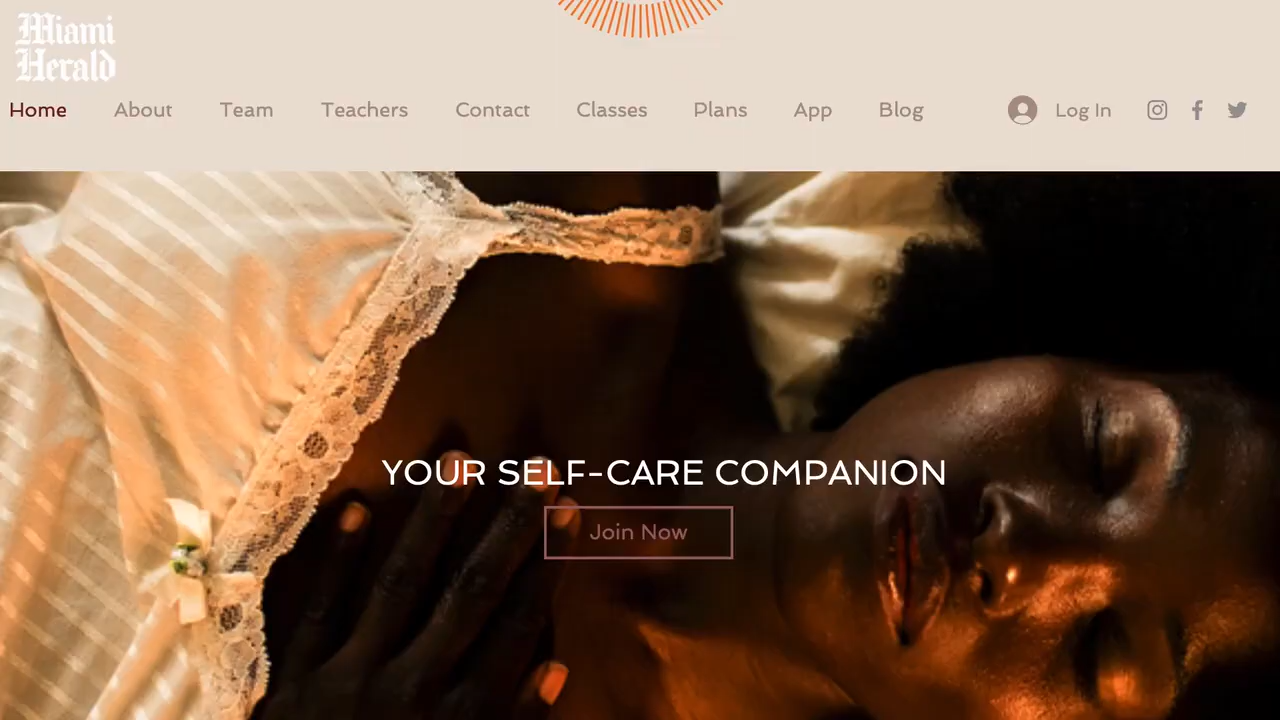 Miami
Herald
Home About Team Teachers Contact Classes Plans App Blog Log In
YOUR SELF-CARE COMPANION
Join Now